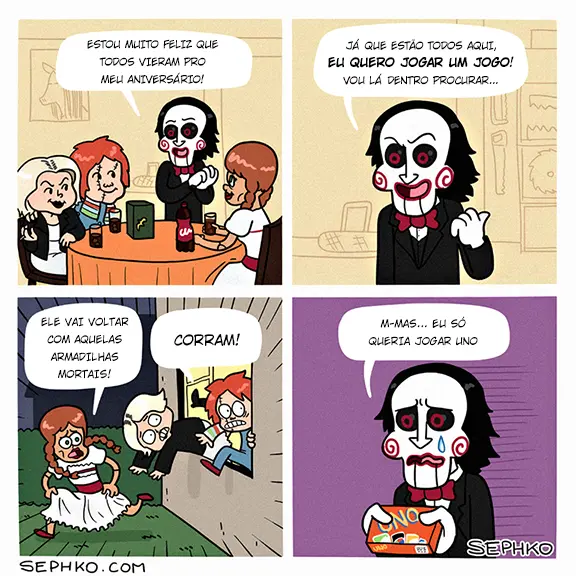 ESTOU MUITO FELIZ QUE
TODOS VIERAM PRO
MEU ANIVERSÁRIO!
JÁ QUE ESTÃO TODOS AQUI,
EU QUERO JOGAR UM JOGO!
VOU LÁ DENTRO PROCURAR...
ELE VAI VOLTAR
COM AQUELAS
ARMADILHAS
MORTAIS!
CORRAM!
M-MAS... EU SÓ
QUERIA JOGAR UNO
UNO
UNO
SEPHKO
SEPHKO.COM